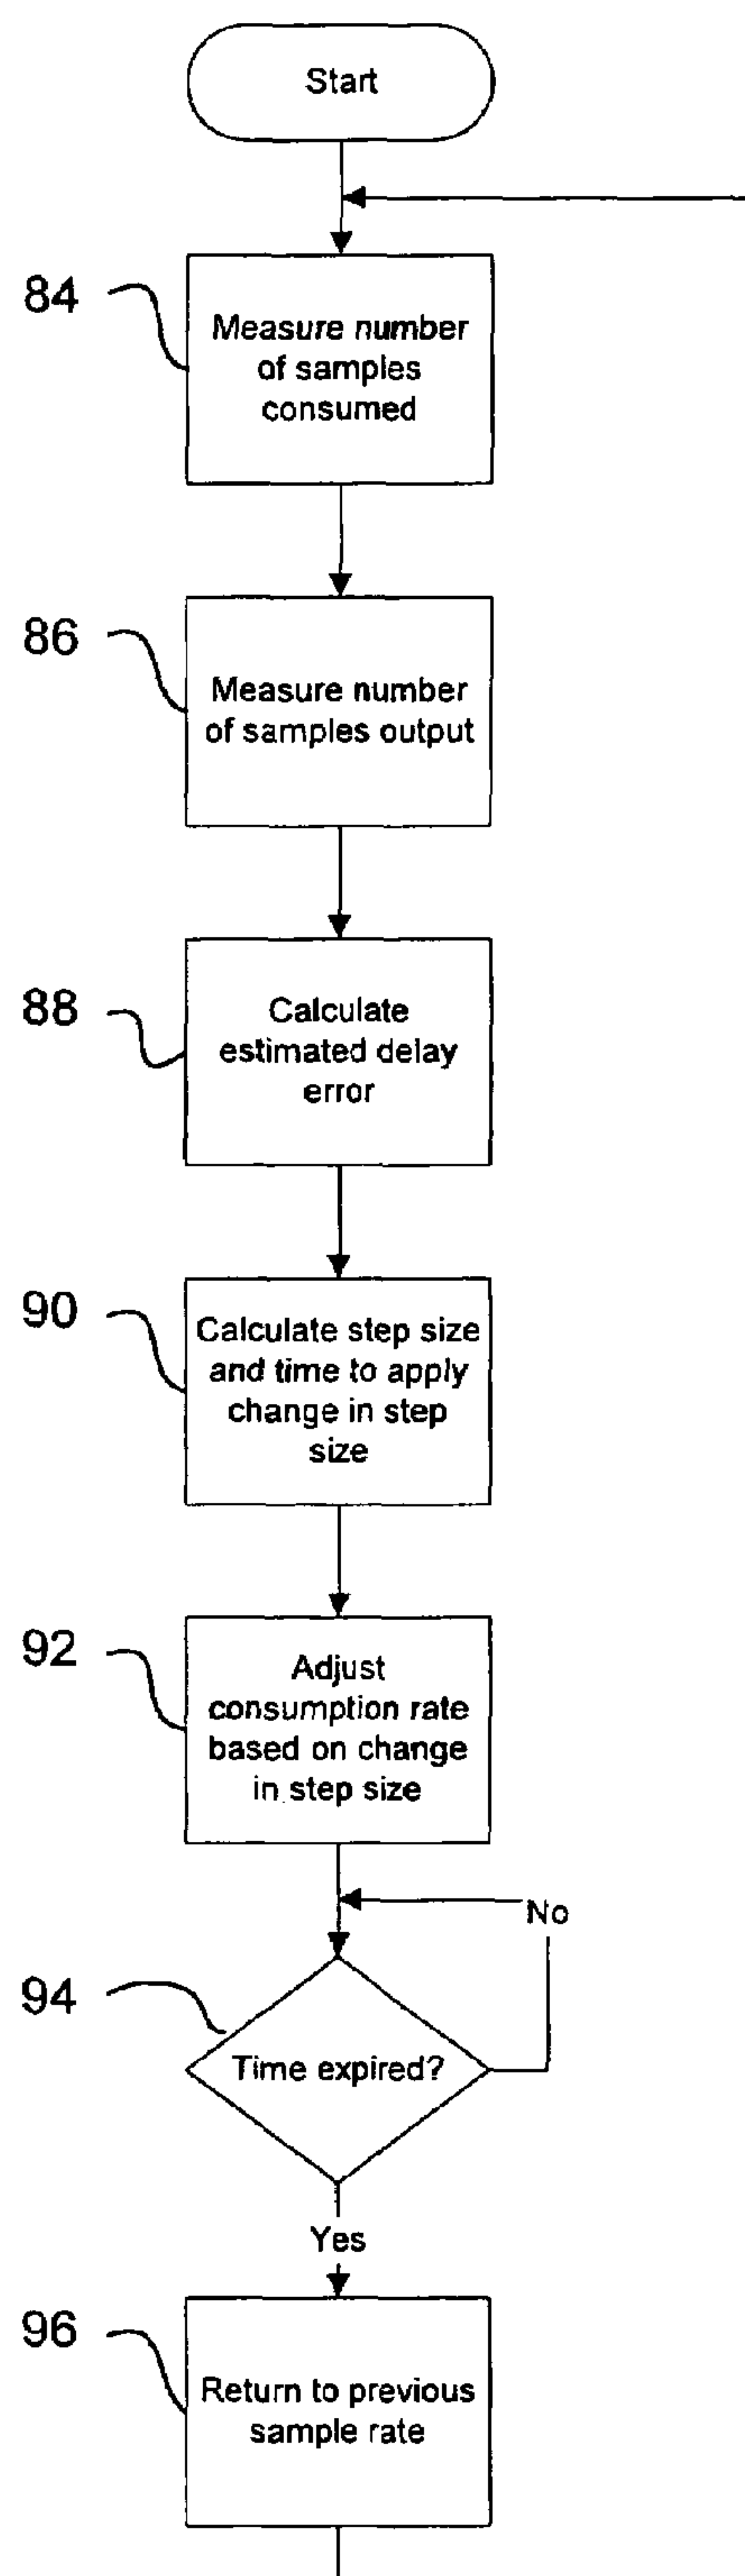 Start
84
Measure number
of samples
consumed
86
Measure number
of samples output
88
Calculate
estimated delay
error
90
Calculate step size
and time to apply
change in step
size
92
Adjust
consumption rate
based on change
in step size
No
94
Time expired?
Yes
96
Return to previous
sample rate